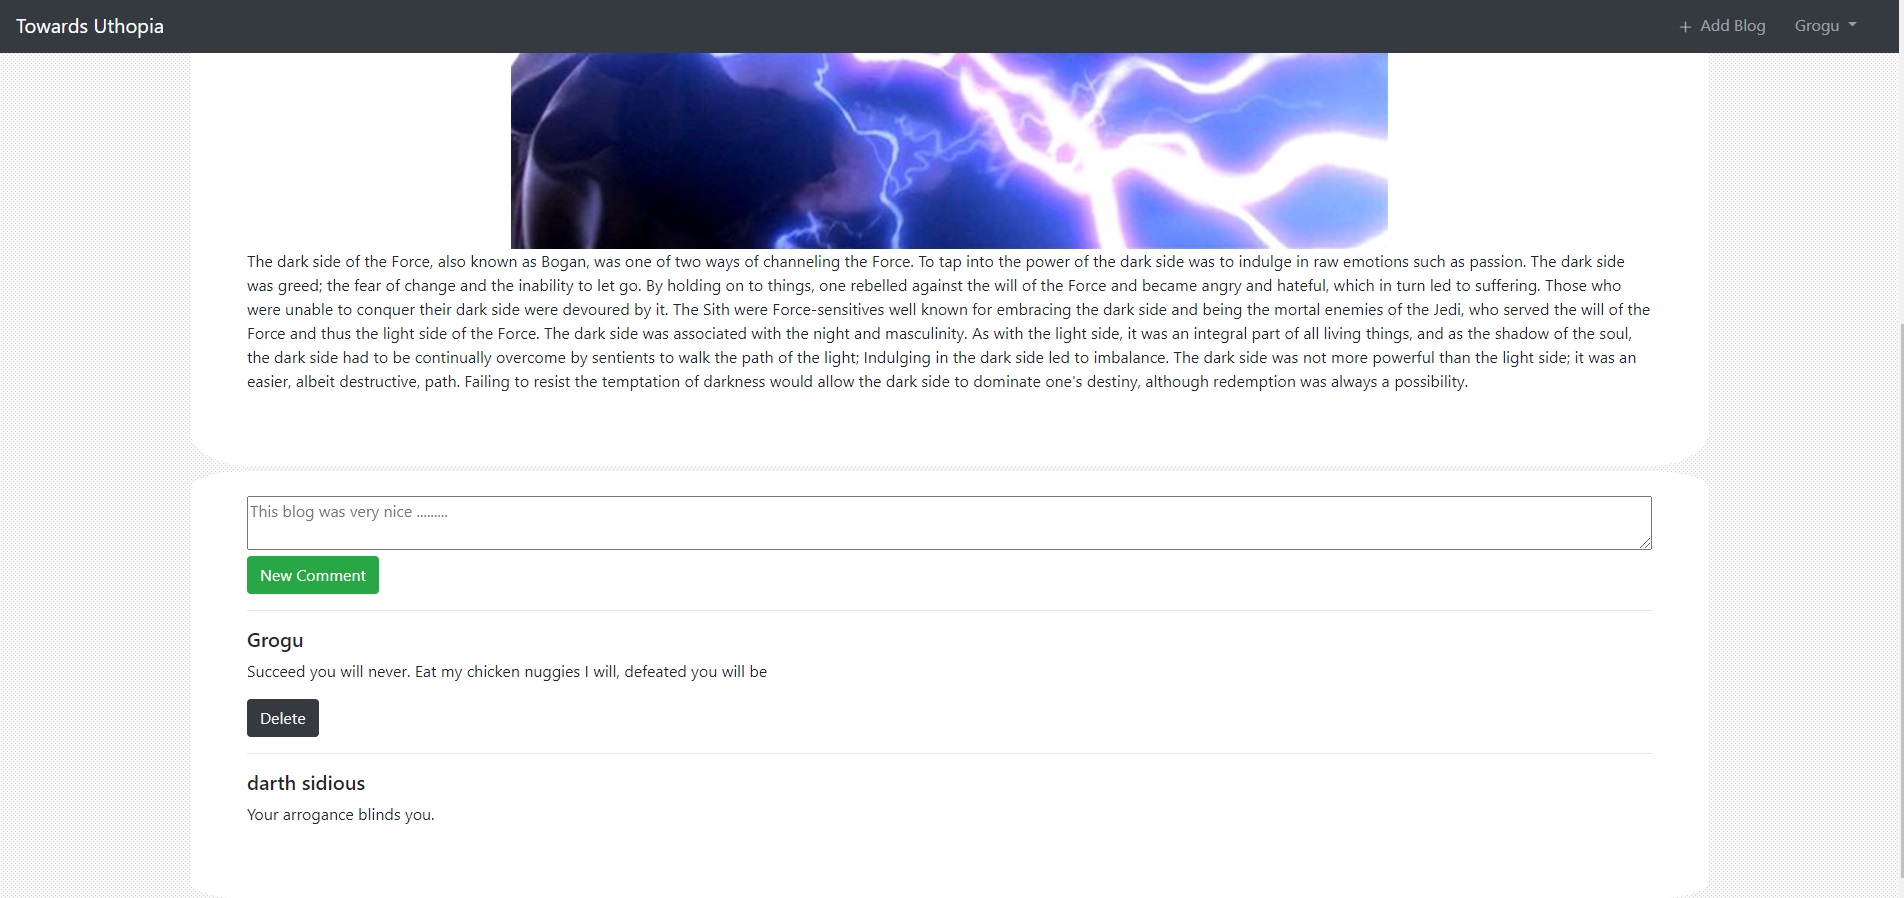 Towards Uthopia
+ Add Blog
Grogu
The dark side of the Force, also known as Bogan, was one of two ways of channeling the Force. To tap into the power of the dark side was to indulge in raw emotions such as passion. The dark side
was greed; the fear of change and the inability to let go. By holding on to things, one rebelled against the will of the Force and became angry and hateful, which in turn led to suffering. Those who
were unable to conquer their dark side were devoured by it. The Sith were Force-sensitives well known for embracing the dark side and being the mortal enemies of the Jedi, who served the will of the
Force and thus the light side of the Force. The dark side was associated with the night and masculinity. As with the light side, it was an integral part of all living things, and as the shadow of the soul,
the dark side had to be continually overcome by sentients to walk the path of the light; Indulging in the dark side led to imbalance. The dark side was not more powerful than the light side; it was an
easier, albeit destructive, path. Failing to resist the temptation of darkness would allow the dark side to dominate one's destiny, although redemption was always a possibility.
This blog was very nice .........
New Comment
Grogu
Succeed you will never. Eat my chicken nuggies I will, defeated you will be
Delete
darth sidious
Your arrogance blinds you.